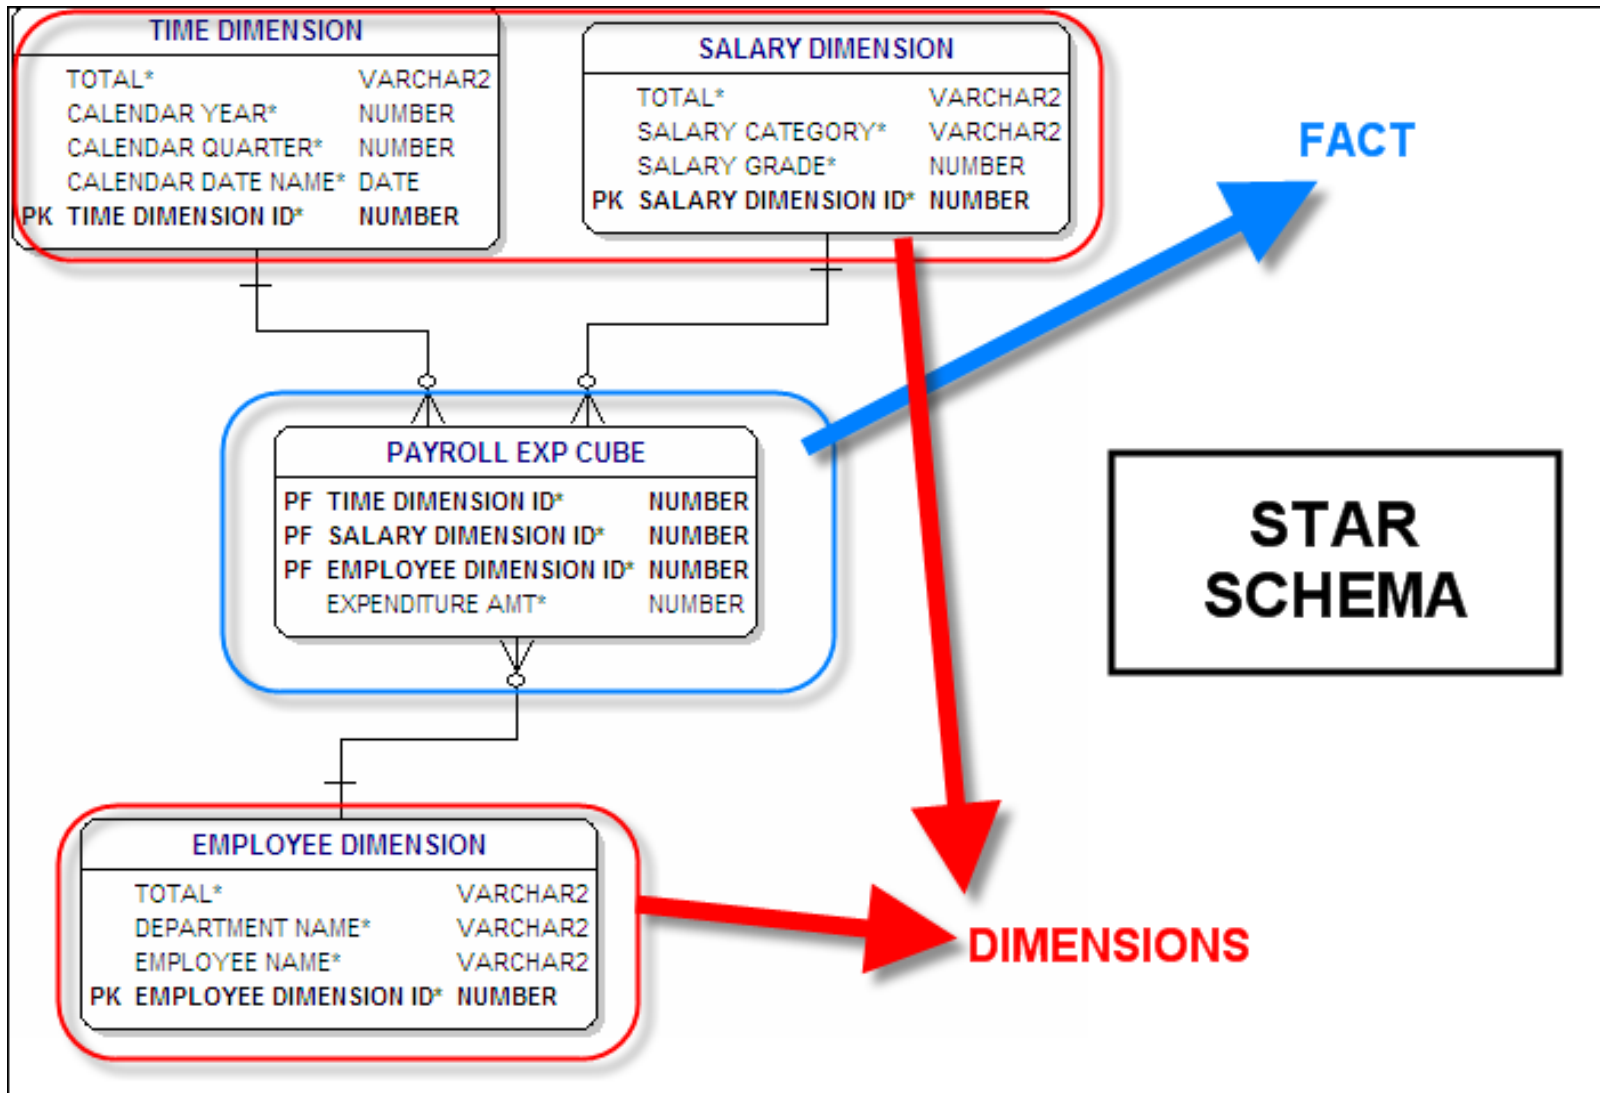 TIME DIMENSION
TOTAL* VARCHAR2
CALENDAR YEAR* NUMBER
CALENDAR QUARTER* NUMBER
CALENDAR DATE NAME* DATE
PK TIME DIMENSION ID* NUMBER
SALARY DIMENSION
TOTAL* VARCHAR2
SALARY CATEGORY* VARCHAR2
SALARY GRADE* NUMBER
PK SALARY DIMENSION ID* NUMBER
FACT
PAYROLL EXP CUBE
PF TIME DIMENSION ID* NUMBER
PF SALARY DIMENSION ID* NUMBER
PF EMPLOYEE DIMENSION ID* NUMBER
EXPENDITURE AMT* NUMBER
STAR
SCHEMA
EMPLOYEE DIMENSION
TOTAL* VARCHAR2
DEPARTMENT NAME* VARCHAR2
EMPLOYEE NAME* VARCHAR2
PK EMPLOYEE DIMENSION ID* NUMBER
DIMENSIONS